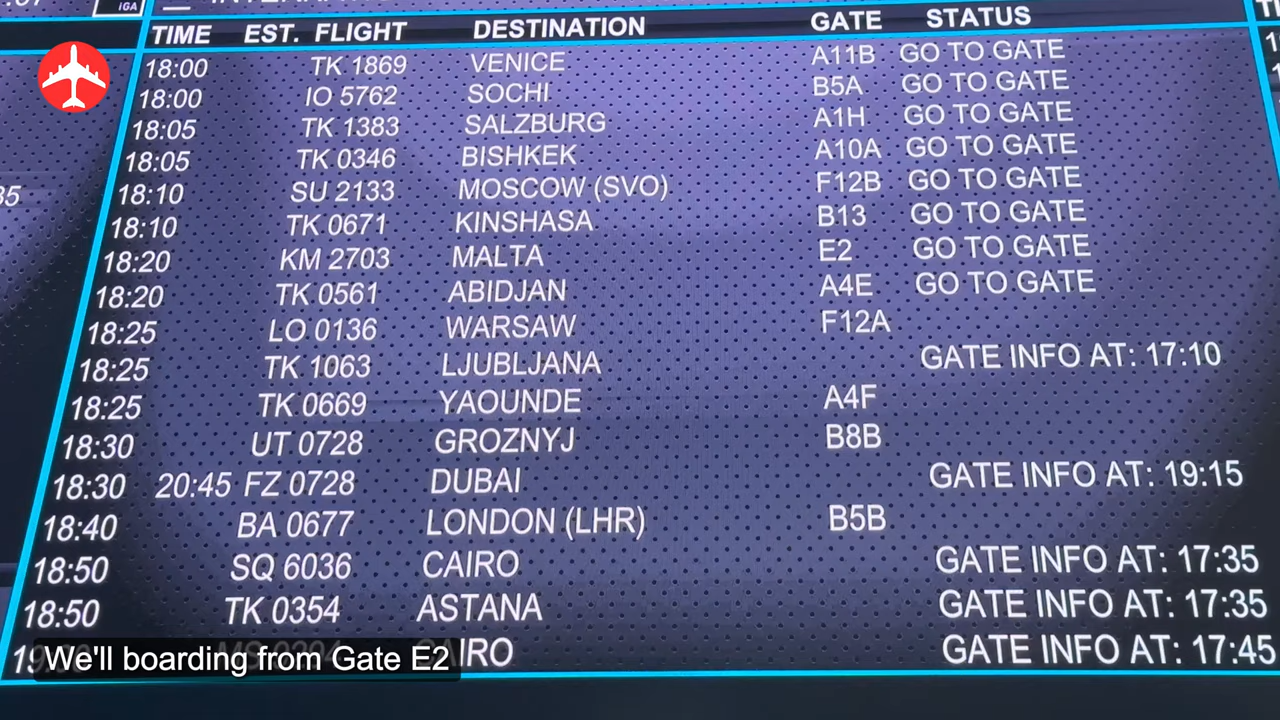 iGA
TIME EST. FLIGHT DESTINATION GATE STATUS
18:00 TK 1869 VENICE A11B GO TO GATE
18:00 IO 5762 SOCHI B5A GO TO GATE
18:05 TK 1383 SALZBURG A1H GO TO GATE
18:05 TK 0346 BISHKEK A10A GO TO GATE
18:10 SU 2133 MOSCOW (SVO) F12B GO TO GATE
18:10 TK 0671 KINSHASA B13 GO TO GATE
18:20 KM 2703 MALTA E2 GO TO GATE
18:20 TK 0561 ABIDJAN A4E GO TO GATE
18:25 LO 0136 WARSAW F12A
18:25 TK 1063 LJUBLJANA GATE INFO AT: 17:10
18:25 TK 0669 YAOUNDE A4F
18:30 UT 0728 GROZNYJ B8B
18:30 20:45 FZ 0728 DUBAI GATE INFO AT: 19:15
18:40 BA 0677 LONDON (LHR) B5B
18:50 SQ 6036 CAIRO GATE INFO AT: 17:35
18:50 TK 0354 ASTANA GATE INFO AT: 17:35
CAIRO GATE INFO AT: 17:45
We'll boarding from Gate E2